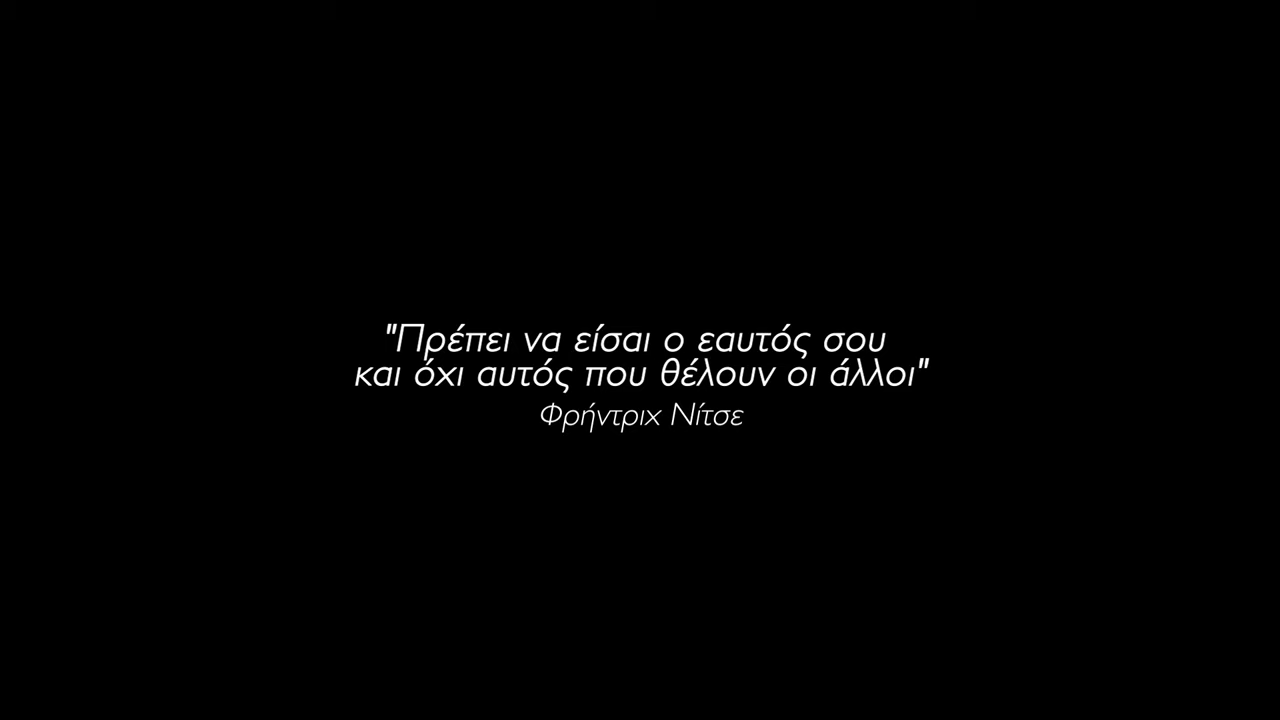 "Πρέπει να είσαι ο εαυτός σου
και όχι αυτός που θέλουν οι άλλοι"
Φρήντριχ Νίτσε